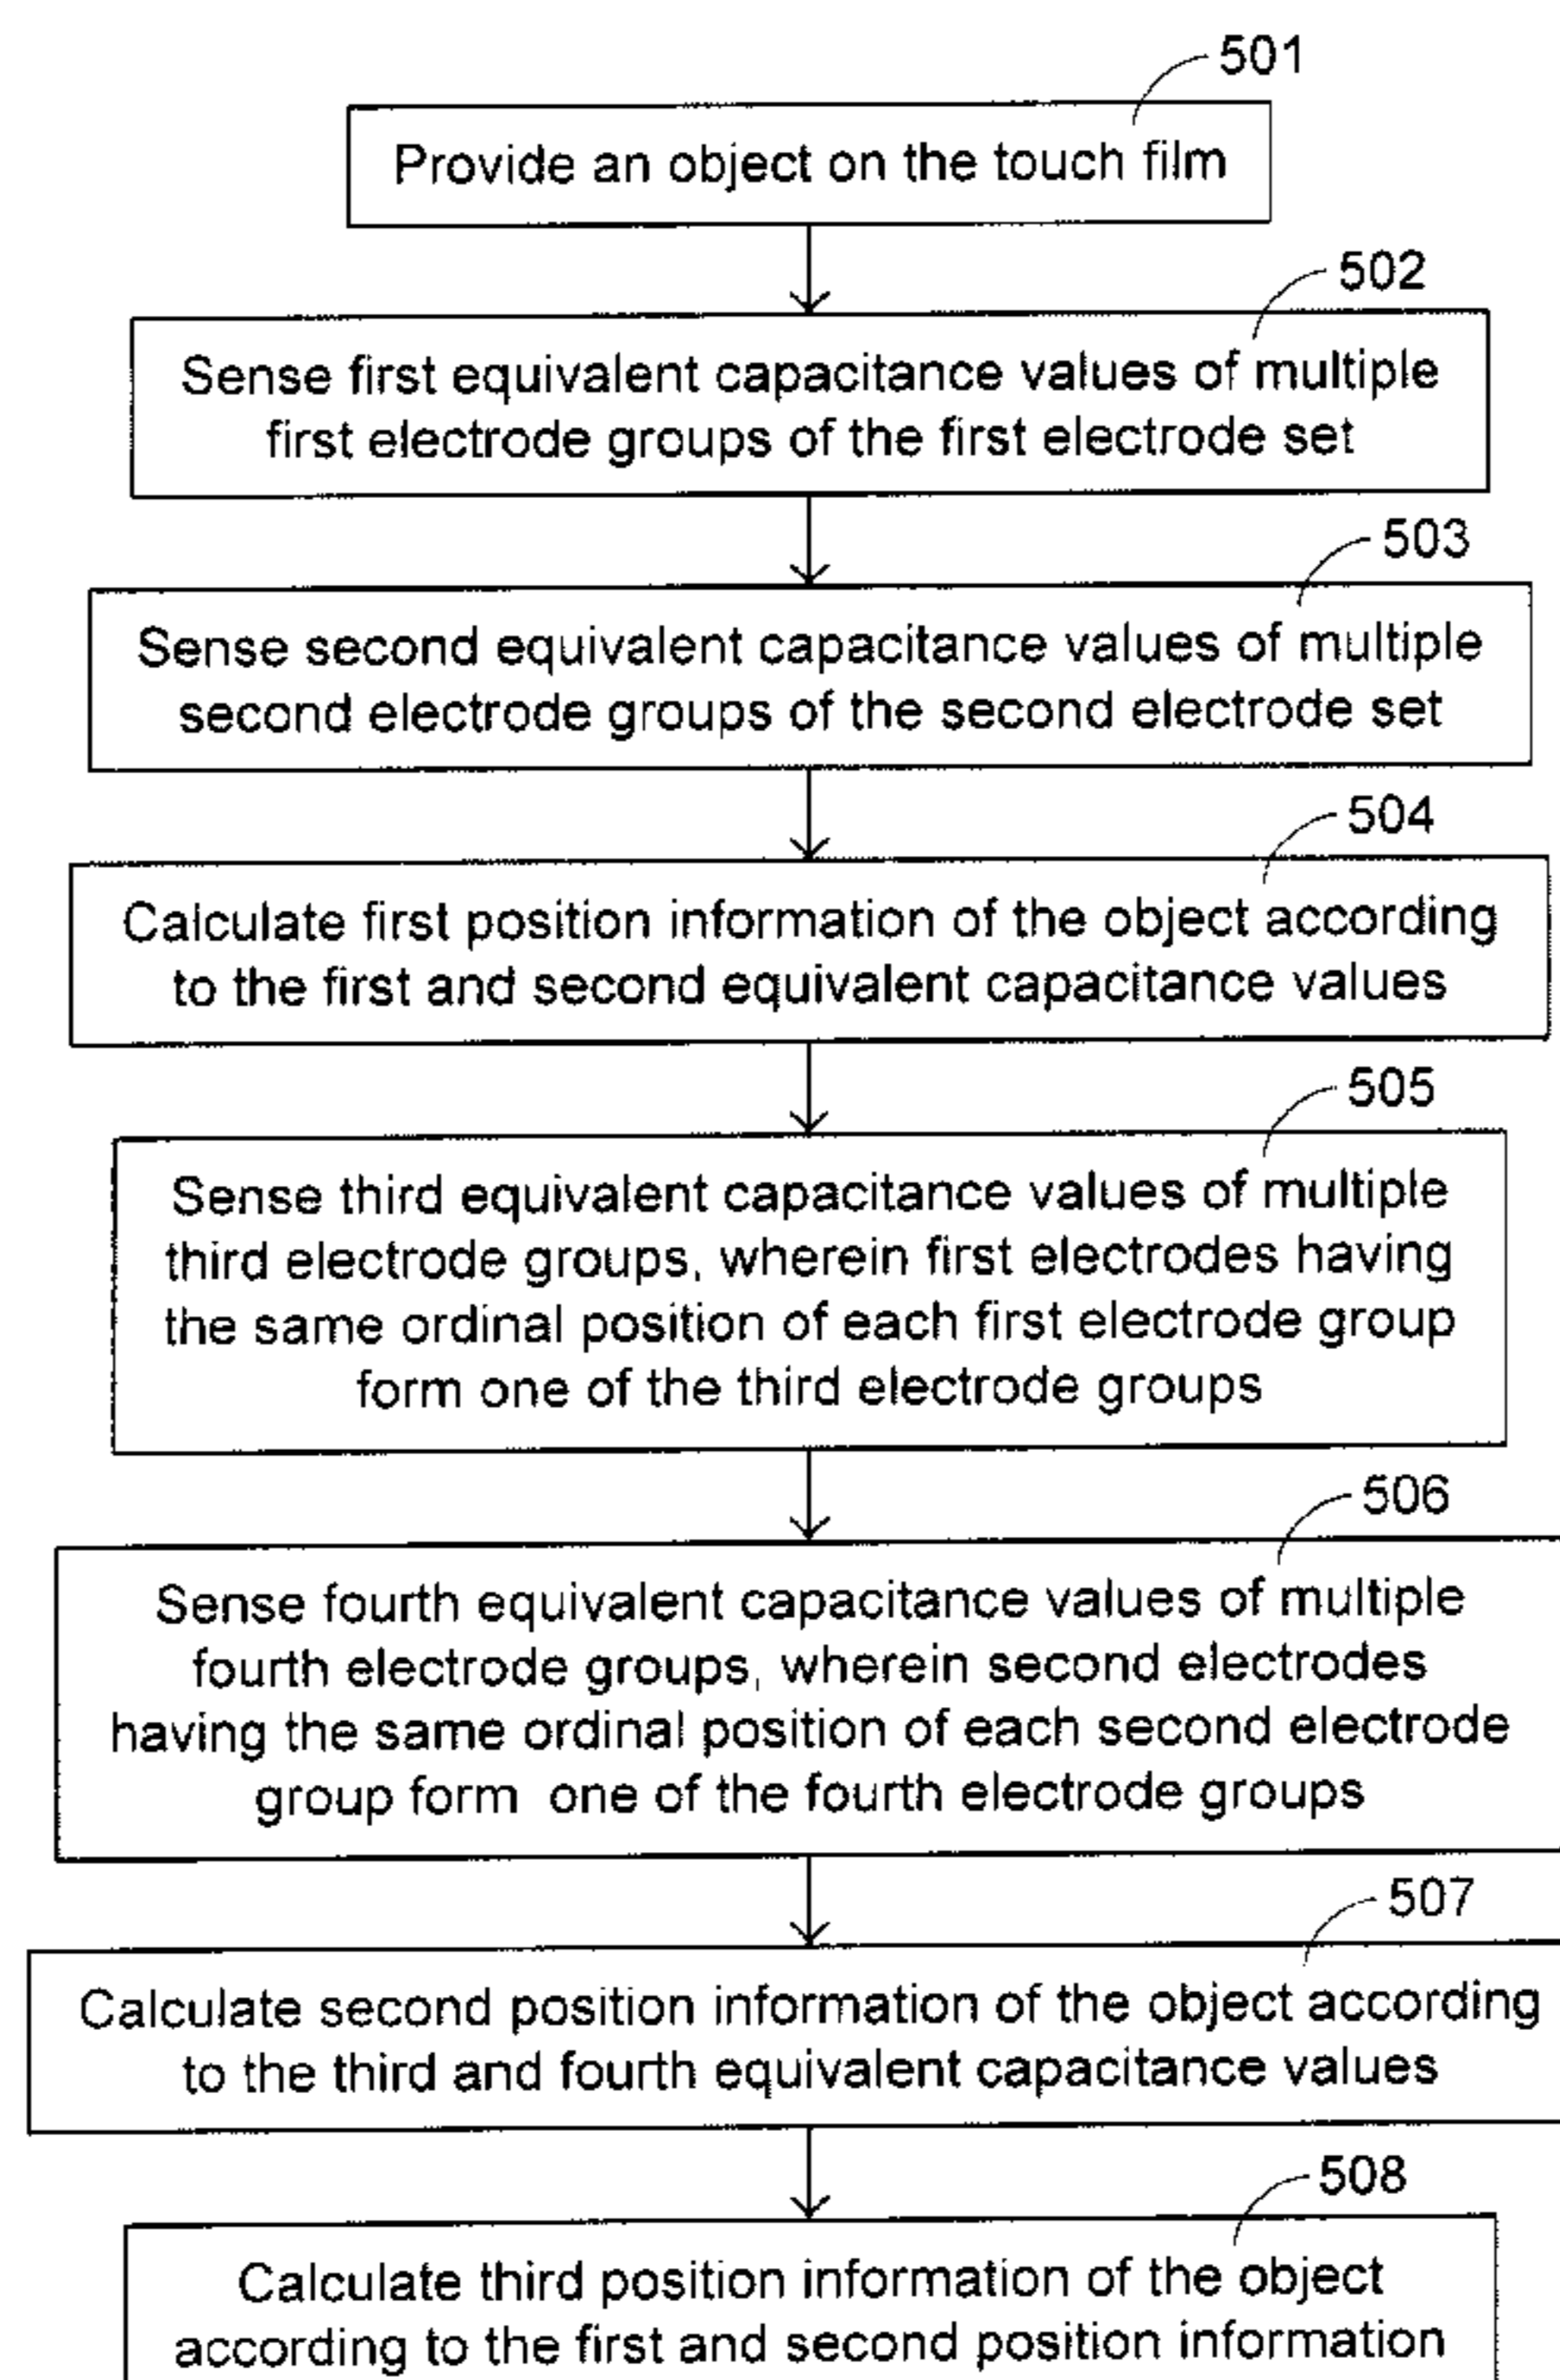 501
Provide an object on the touch film
502
Sense first equivalent capacitance values of multiple
first electrode groups of the first electrode set
503
Sense second equivalent capacitance values of multiple
second electrode groups of the second electrode set
504
Calculate first position information of the object according
to the first and second equivalent capacitance values
505
Sense third equivalent capacitance values of multiple
third electrode groups, wherein first electrodes having
the same ordinal position of each first electrode group
form one of the third electrode groups
506
Sense fourth equivalent capacitance values of multiple
fourth electrode groups, wherein second electrodes
having the same ordinal position of each second electrode
group form one of the fourth electrode groups
507
Calculate second position information of the object according
to the third and fourth equivalent capacitance values
508
Calculate third position information of the object
according to the first and second position information